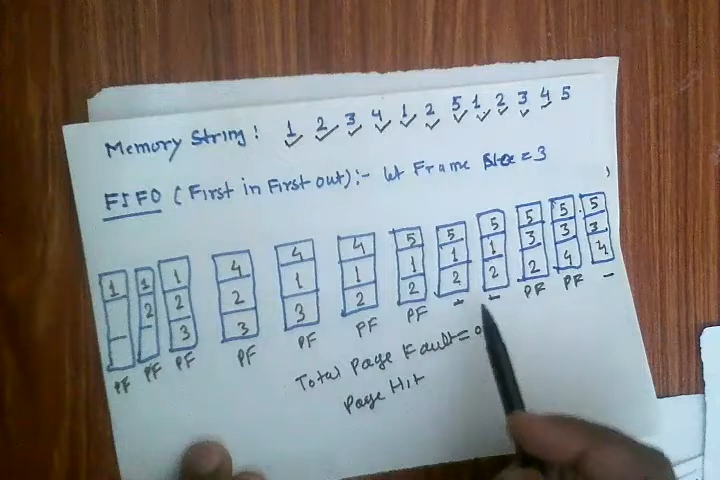 Memory String: 1 2 3 4 1 2 5 1 2 3 4 5
FIFO (First in First out):- let Frame Size = 3
1 1 1 4 4 4 5 5 5 5 5 5
2 2 2 1 1 1 1 1 3 3 3
3 3 3 2 2 2 2 2 4 4
PF PF PF PF PF PF PF - - PF PF -
Total Page Fault =
Page Hit